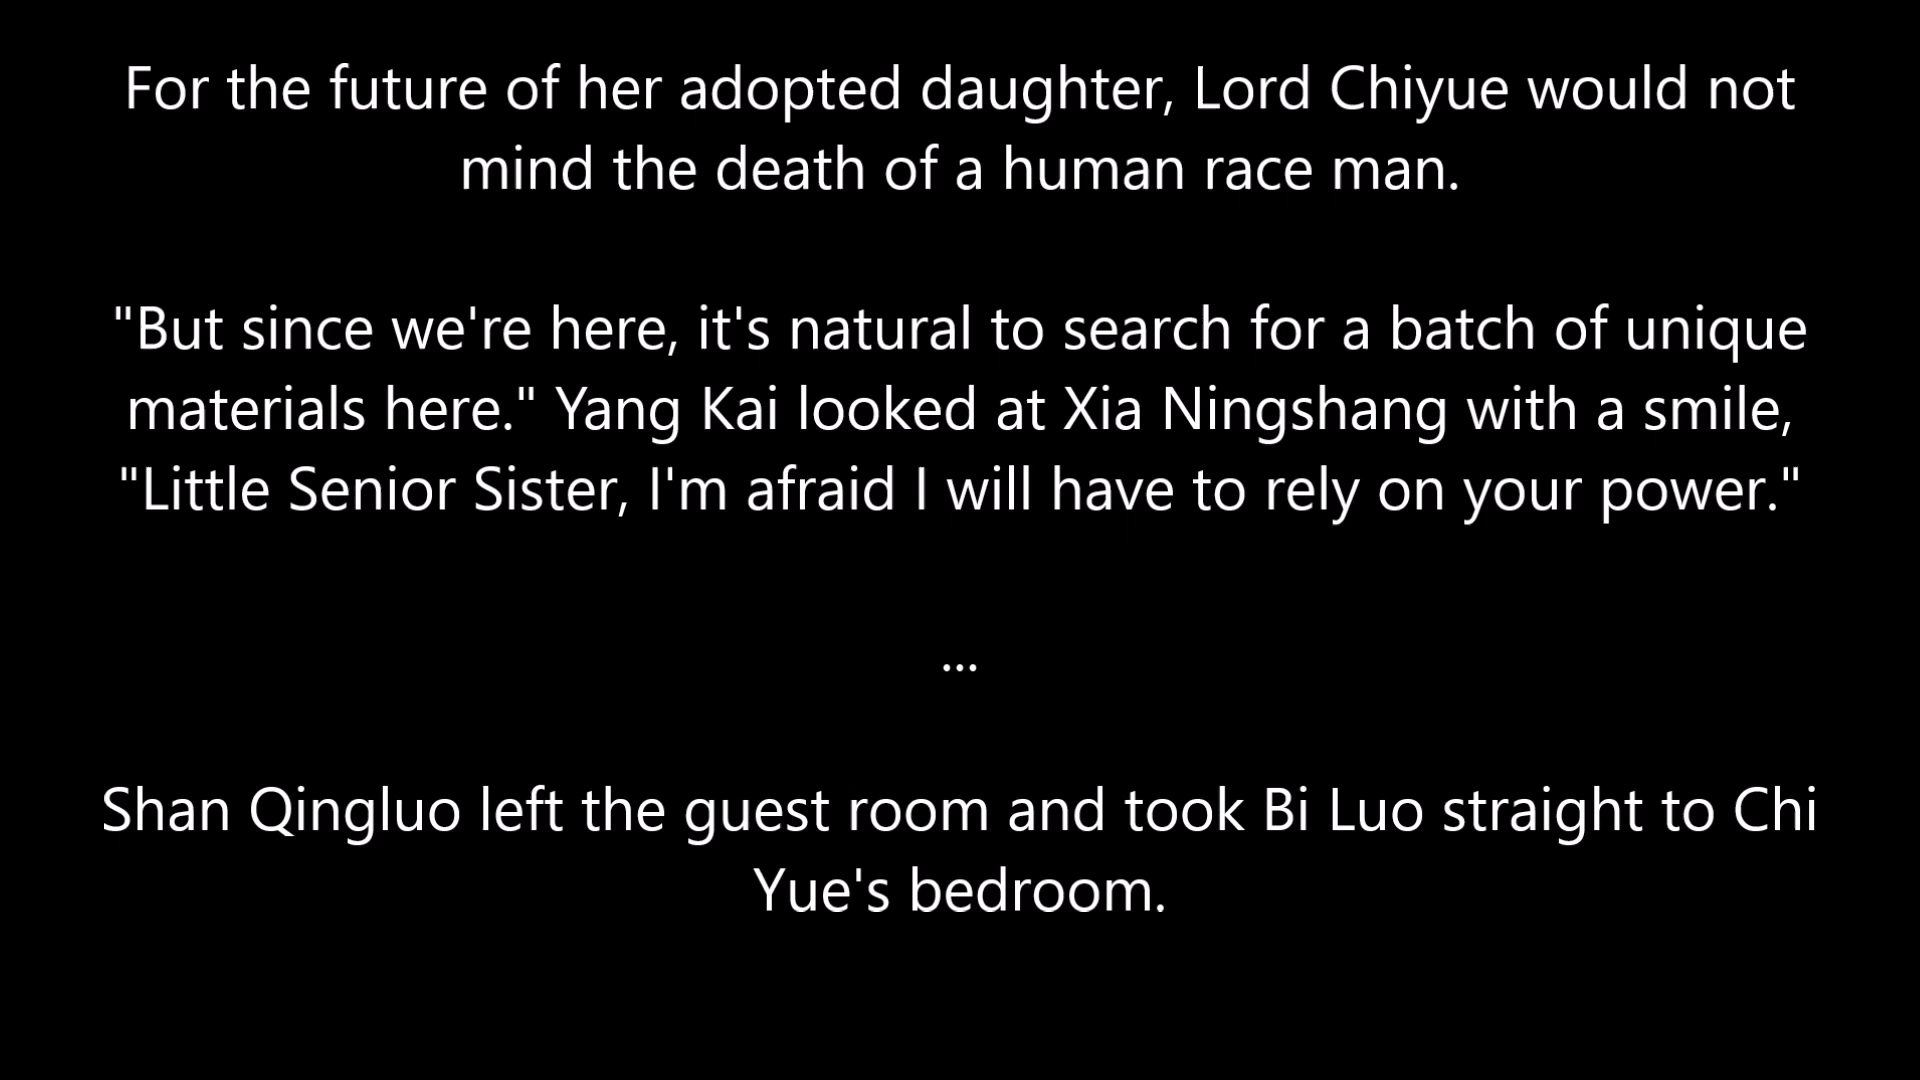 For the future of her adopted daughter, Lord Chiyue would not
mind the death of a human race man.
"But since we're here, it's natural to search for a batch of unique
materials here." Yang Kai looked at Xia Ningshang with a smile,
"Little Senior Sister, I'm afraid I will have to rely on your power."
...
Shan Qingluo left the guest room and took Bi Luo straight to Chi
Yue's bedroom.